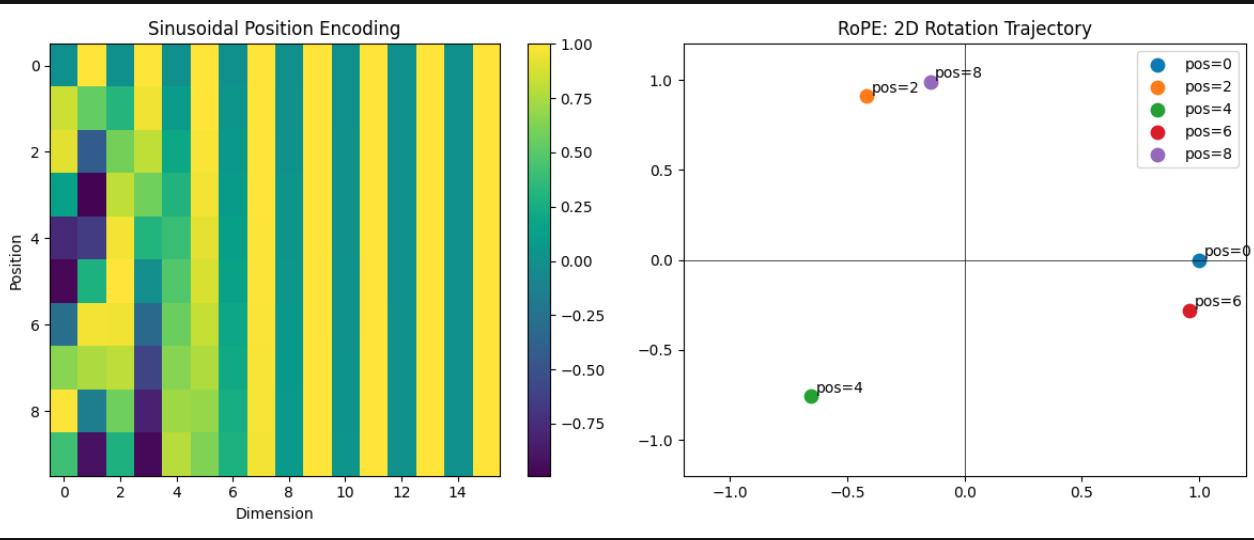 Sinusoidal Position Encoding
0
2
4
6
8
Position
0 2 4 6 8 10 12 14
Dimension
1.00
0.75
0.50
0.25
0.00
−0.25
−0.50
−0.75
RoPE: 2D Rotation Trajectory
1.0
0.5
0.0
−0.5
−1.0
−1.0 −0.5 0.0 0.5 1.0
pos=2
pos=8
pos=0
pos=6
pos=4
pos=0
pos=2
pos=4
pos=6
pos=8